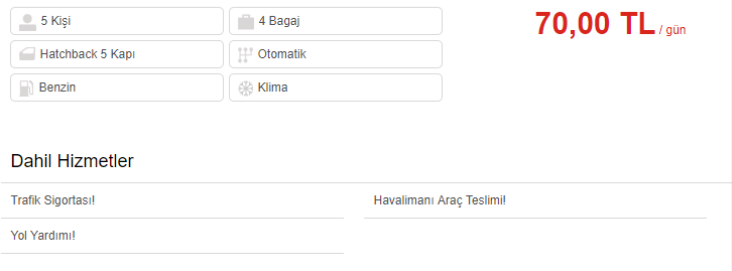 5 Kişi
4 Bagaj
70,00 TL / gün
Hatchback 5 Kapı
Otomatik
Benzin
Klima
Dahil Hizmetler
Trafik Sigortası!
Havalimanı Araç Teslimi!
Yol Yardımı!